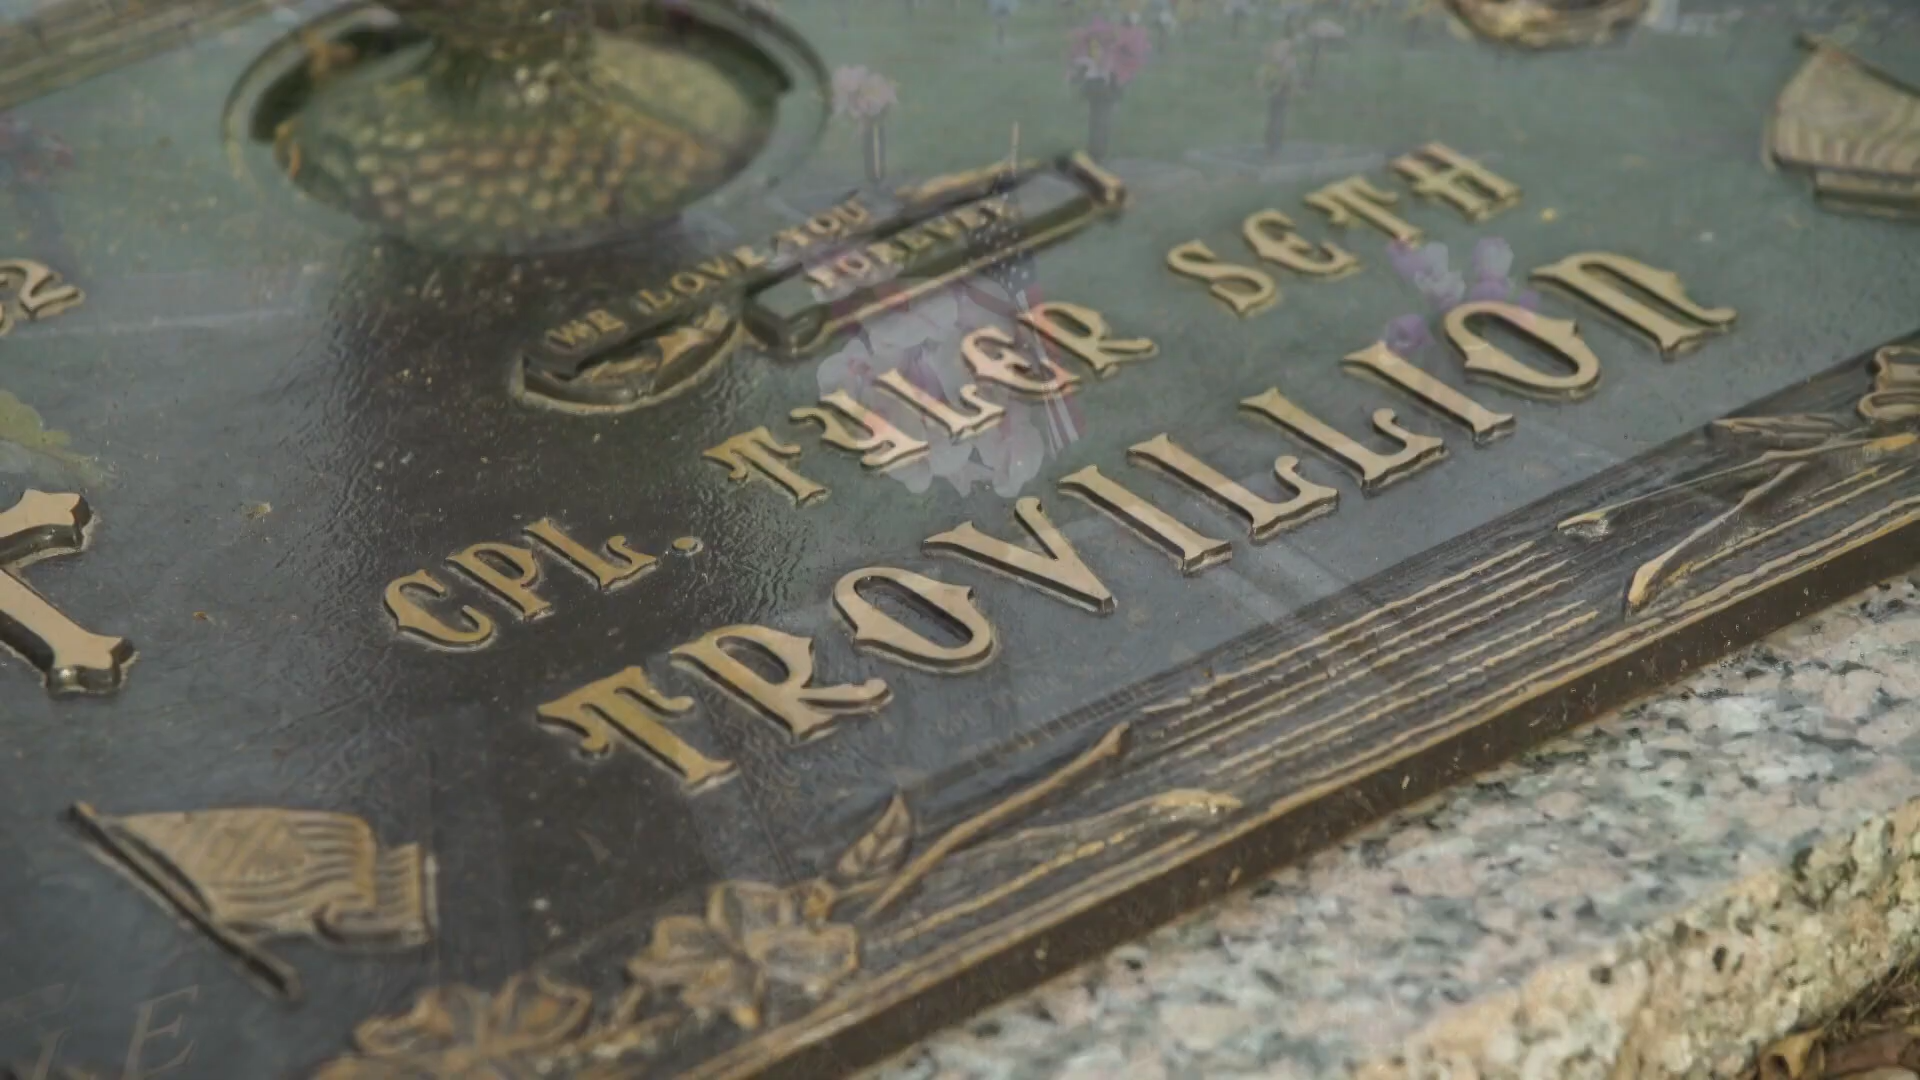 WE LOVE YOU
FOREVER
CPL. TYLER SETH
TROVILLION